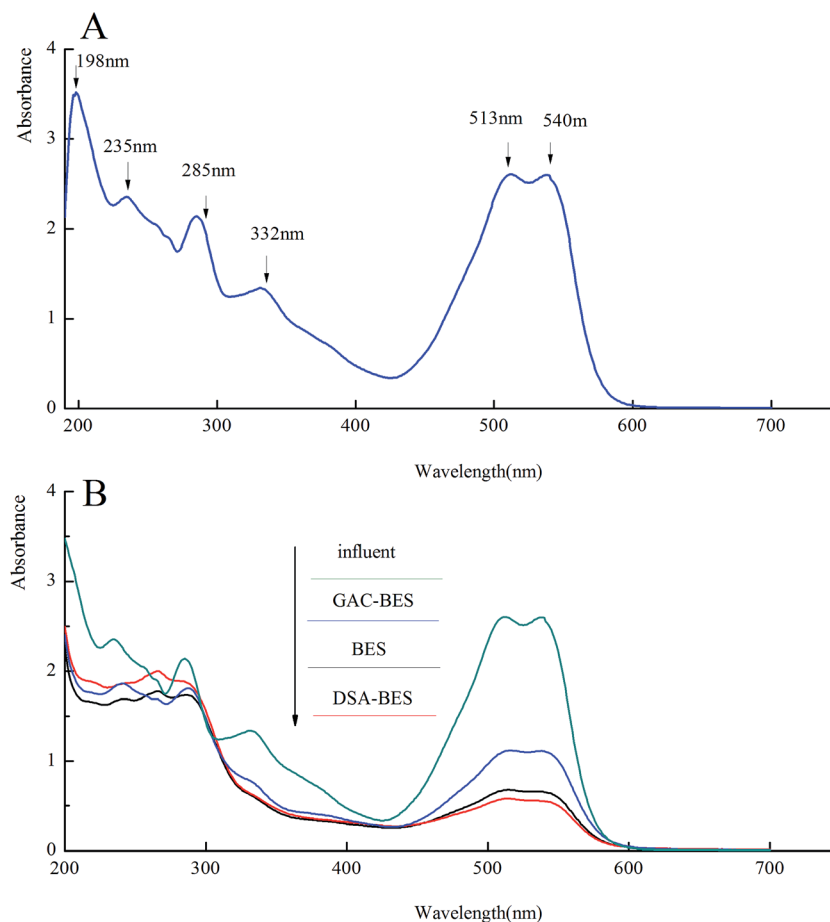 A
Absorbance
4
3
2
1
0
198nm
235nm
285nm
332nm
513nm
540m
200
300
400
500
600
700
Wavelength(nm)
B
Absorbance
4
3
2
1
0
influent
GAC-BES
BES
DSA-BES
200
300
400
500
600
700
Wavelength(nm)